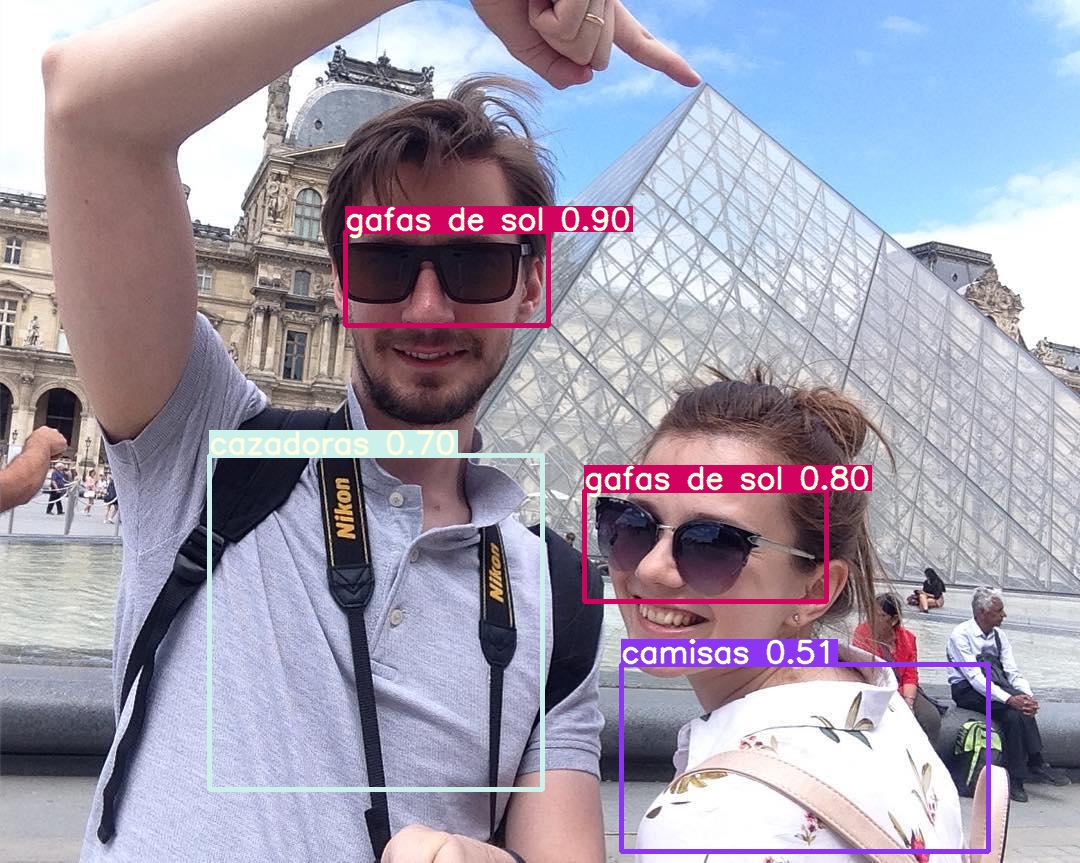 gafas de sol 0.90
cazadoras 0.70
gafas de sol 0.80
Nikon
Nikon
camisas 0.51